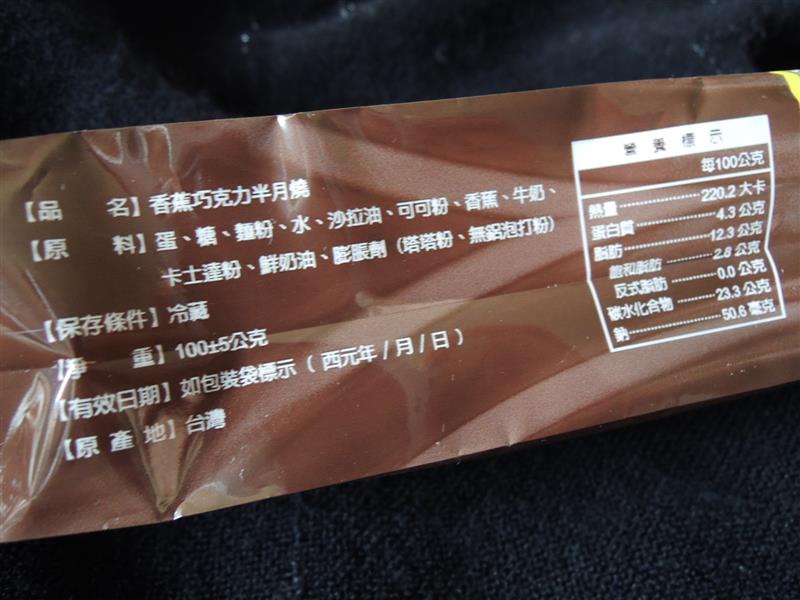 【品　　名】香蕉巧克力半月燒
【原　　料】蛋、糖、麵粉、水、沙拉油、可可粉、香蕉、牛奶、
卡士達粉、鮮奶油、膨脹劑（塔塔粉、無鋁泡打粉）
【保存條件】冷藏
【淨　　重】100±5公克
【有效日期】如包裝袋標示（西元年/月/日）
【原 產 地】台灣
營 養 標 示
每100公克
熱量 220.2 大卡
蛋白質 4.3 公克
脂肪 12.3 公克
飽和脂肪 2.8 公克
反式脂肪 0.0 公克
碳水化合物 23.3 公克
鈉 50.6 毫克